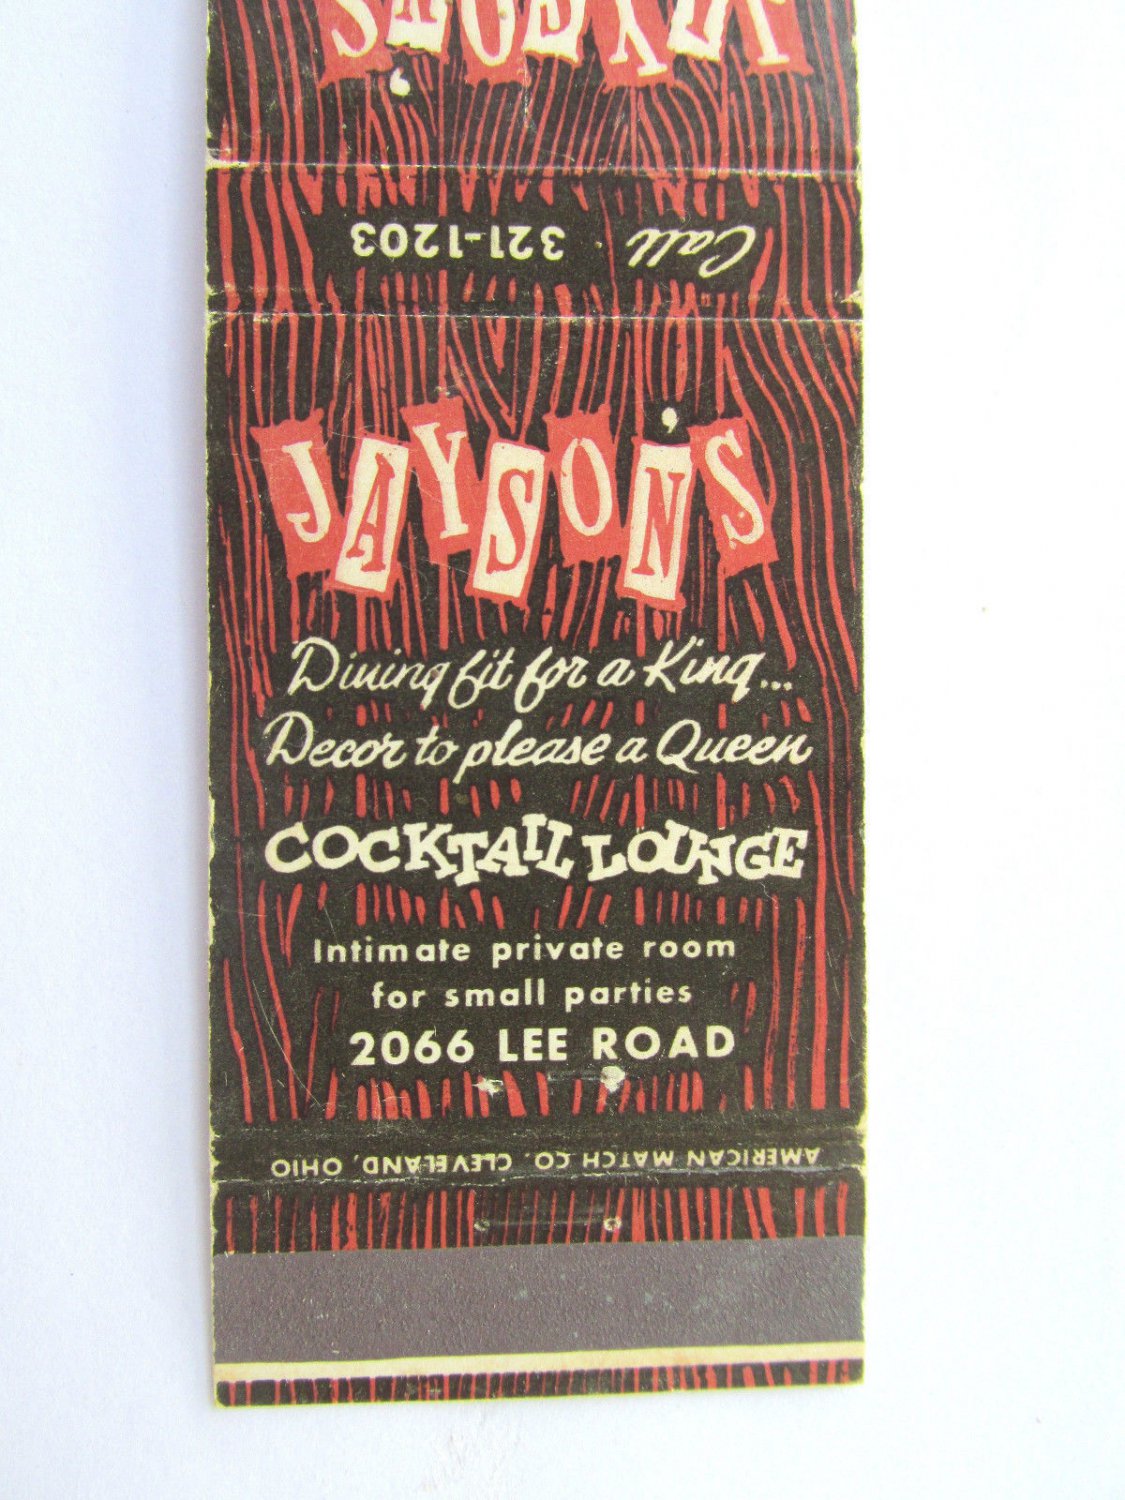 JAYSON'S
Call 321-1203
JAYSON'S
Dining fit for a King...
Decor to please a Queen
COCKTAIL LOUNGE
Intimate private room
for small parties
2066 LEE ROAD
AMERICAN MATCH CO. CLEVELAND, OHIO